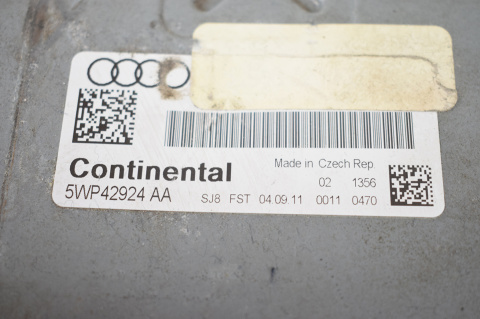 Continental
Made in Czech Rep.
02 1356
5WP42924 AA
SJ8 FST 04.09.11 0011 0470